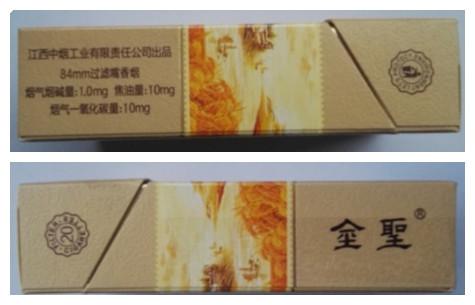 江西中烟工业有限责任公司出品
84mm过滤嘴香烟
烟气烟碱量:1.0mg 焦油量:10mg
烟气一氧化碳量:10mg
20
金聖®